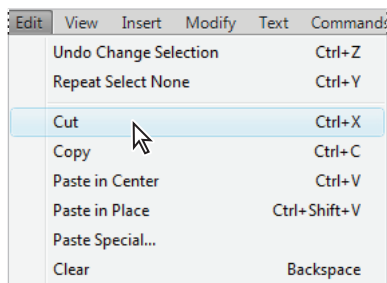 Edit View Insert Modify Text Commands
Undo Change Selection Ctrl+Z
Repeat Select None Ctrl+Y
Cut Ctrl+X
Copy Ctrl+C
Paste in Center Ctrl+V
Paste in Place Ctrl+Shift+V
Paste Special...
Clear Backspace